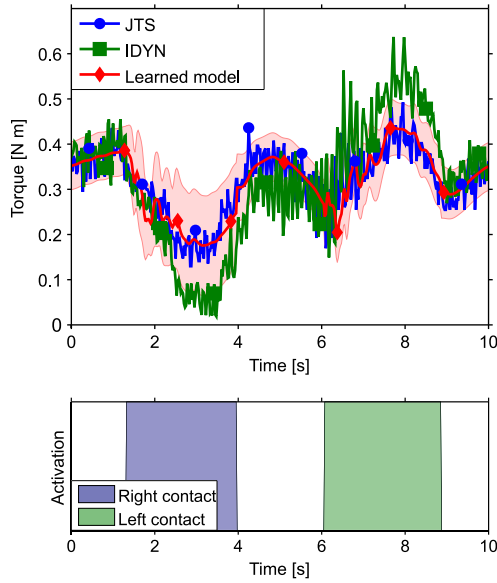 JTS
IDYN
Learned model
Torque [N m]
0.6
0.5
0.4
0.3
0.2
0.1
0
0 2 4 6 8 10
Time [s]
Activation
Right contact
Left contact
0 2 4 6 8 10
Time [s]